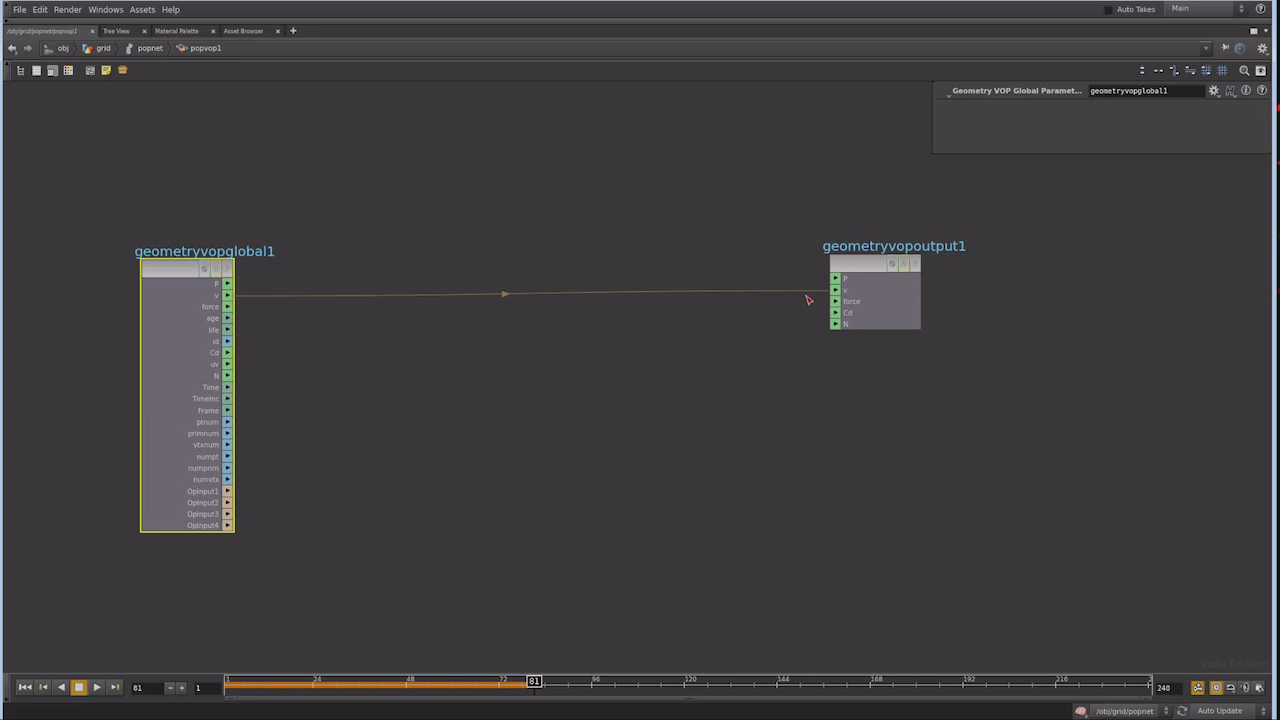 File Edit Render Windows Assets Help Auto Takes Main
/obj/grid/popnet/popvop1 Tree View Material Palette Asset Browser
obj grid popnet popvop1
Geometry VOP Global Paramet... geometryvopglobal1
geometryvopglobal1
P
v
force
age
life
id
Cd
uv
N
Time
TimeInc
Frame
ptnum
primnum
vtxnum
numpt
numprim
numvtx
OpInput1
OpInput2
OpInput3
OpInput4
geometryvopoutput1
P
v
force
Cd
N
Indie Edition
81 1 1 24 48 72 81 96 120 144 168 192 216 240
/obj/grid/popnet Auto Update